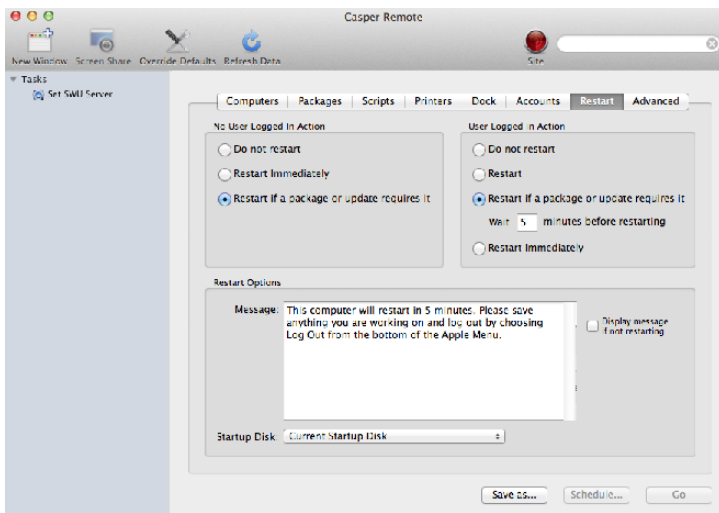 Casper Remote
New Window Screen Share Override Defaults Refresh Data Site
Tasks
Set SWU Server
Computers Packages Scripts Printers Dock Accounts Restart Advanced
No User Logged In Action
Do not restart
Restart Immediately
Restart if a package or update requires it
User Logged In Action
Do not restart
Restart
Restart if a package or update requires it
Wait 5 minutes before restarting
Restart Immediately
Restart Options
Message: This computer will restart in 5 minutes. Please save
anything you are working on and log out by choosing
Log Out from the bottom of the Apple Menu.
Display message
if not restarting
Startup Disk: Current Startup Disk
Save as... Schedule... Go